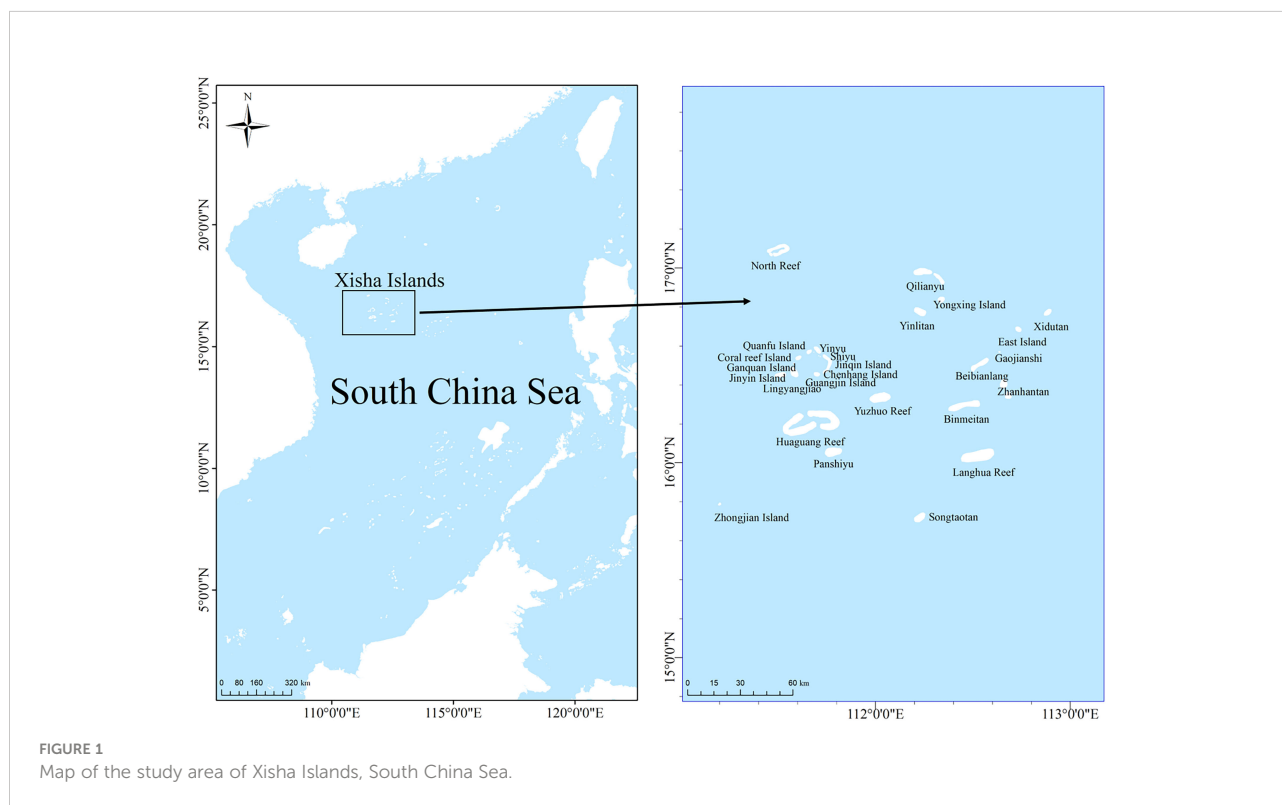 N
25°0'0"N
20°0'0"N
15°0'0"N
10°0'0"N
5°0'0"N
Xisha Islands
South China Sea
0 80 160 320 km
110°0'0"E 115°0'0"E 120°0'0"E
17°0'0"N
16°0'0"N
15°0'0"N
North Reef
Qilianyu
Yongxing Island
Yinlitan
Xidutan
East Island
Quanfu Island
Yinyu
Coral reef Island
Shiyu
Gaojianshi
Ganquan Island
Jinqin Island
Jinyin Island
Chenhang Island
Beibianlang
Lingyangjiao
Guangjin Island
Zhanhantan
Yuzhuo Reef
Binmeitan
Huaguang Reef
Panshiyu
Langhua Reef
Zhongjian Island
Songtaotan
0 15 30 60 km
112°0'0"E 113°0'0"E
FIGURE 1
Map of the study area of Xisha Islands, South China Sea.